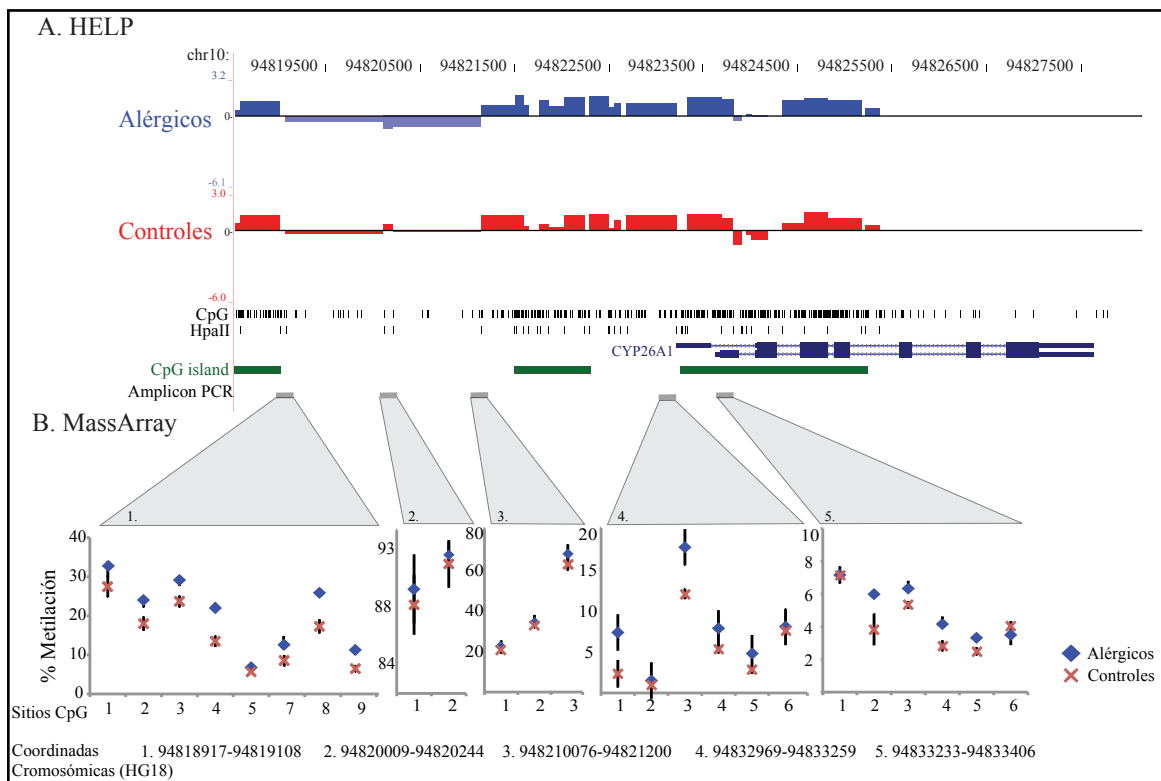 A. HELP
chr10:
94819500 94820500 94821500 94822500 94823500 94824500 94825500 94826500 94827500
3.2
Alérgicos
0
-6.1
3.0
Controles
0
-6.0
CpG
HpaII
CYP26A1
CpG island
Amplicon PCR
B. MassArray
1. 2. 3. 4. 5.
% Metilación
40 30 20 10 0
93 88 84
80 60 40 20
20 15 10 5
10 8 6 4 2
Alérgicos
Controles
Sitios CpG 1 2 3 4 5 7 8 9 1 2 1 2 3 1 2 3 4 5 6 1 2 3 4 5 6
Coordinadas 1. 94818917-94819108 2. 94820009-94820244 3. 948210076-94821200 4. 94832969-94833259 5. 94833233-94833406
Cromosómicas (HG18)